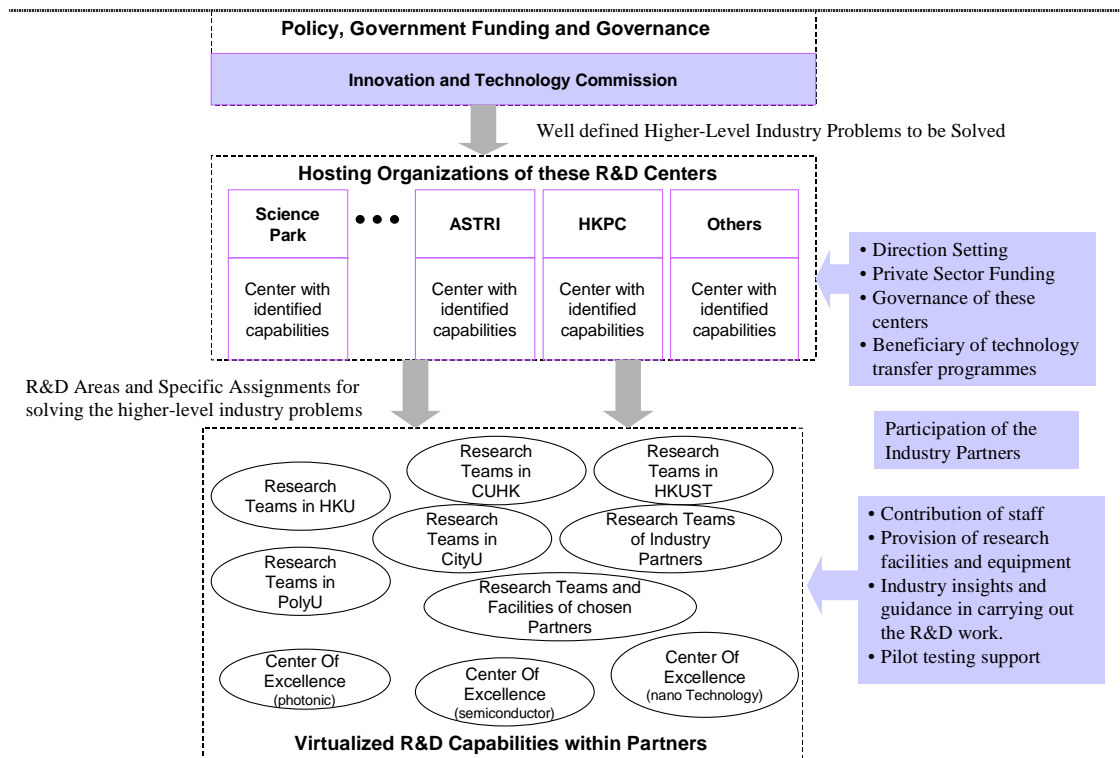 Policy, Government Funding and Governance
Innovation and Technology Commission
Well defined Higher-Level Industry Problems to be Solved
Hosting Organizations of these R&D Centers
Science
Park
•••
ASTRI
HKPC
Others
Center with
identified
capabilities
Center with
identified
capabilities
Center with
identified
capabilities
Center with
identified
capabilities
• Direction Setting
• Private Sector Funding
• Governance of these
centers
• Beneficiary of technology
transfer programmes
R&D Areas and Specific Assignments for
solving the higher-level industry problems
Participation of the
Industry Partners
Research
Teams in HKU
Research
Teams in
CUHK
Research
Teams in
HKUST
Research
Teams in
CityU
Research Teams
of Industry
Partners
Research
Teams in
PolyU
Research Teams and
Facilities of chosen
Partners
Center Of
Excellence
(photonic)
Center Of
Excellence
(semiconductor)
Center Of
Excellence
(nano Technology)
• Contribution of staff
• Provision of research
facilities and equipment
• Industry insights and
guidance in carrying out
the R&D work.
• Pilot testing support
Virtualized R&D Capabilities within Partners